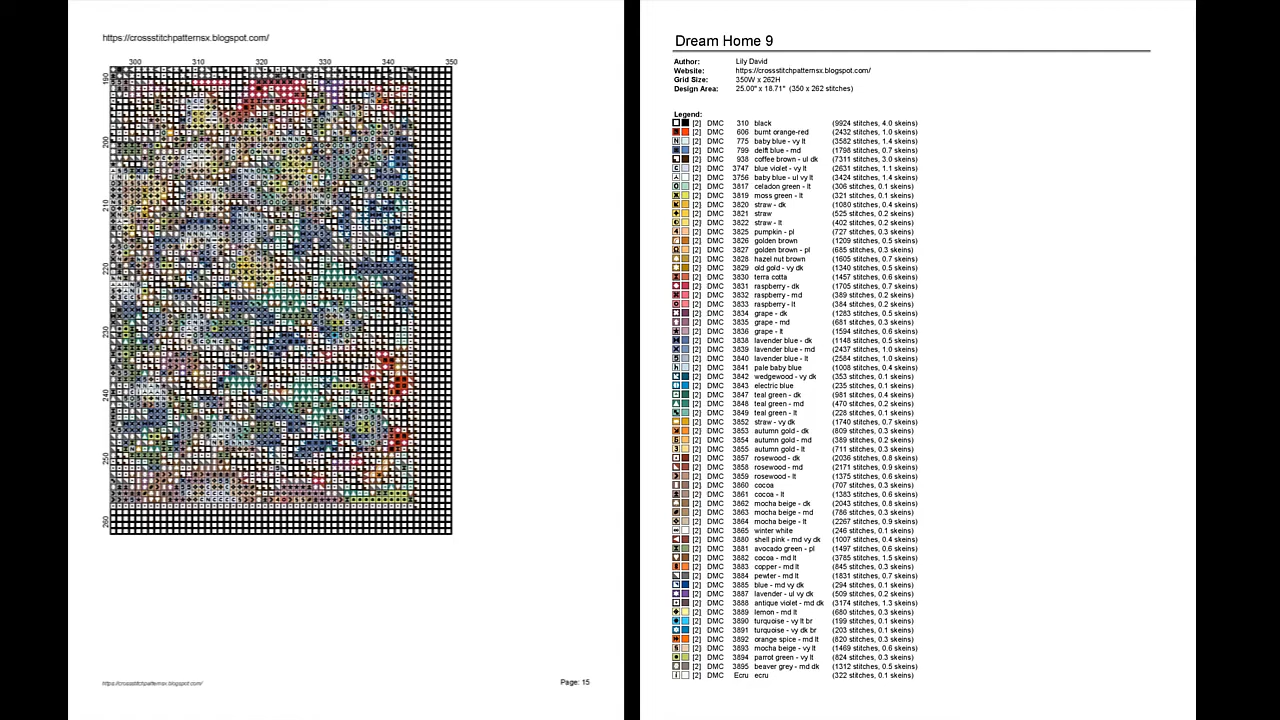 https://crossstitchpatternsx.blogspot.com/
300 310 320 330 340 350
190
200
210
220
230
240
250
260
https://crossstitchpatternsx.blogspot.com/
Page: 15
Dream Home 9
Author: Lily David
Website: https://crossstitchpatternsx.blogspot.com/
Grid Size: 350W x 262H
Design Area: 25.00" x 18.71" (350 x 262 stitches)
Legend:
[2] DMC 310 black (9924 stitches, 4.0 skeins)
[2] DMC 606 burnt orange-red (2432 stitches, 1.0 skeins)
[2] DMC 775 baby blue - vy lt (3582 stitches, 1.4 skeins)
[2] DMC 799 delft blue - md (1798 stitches, 0.7 skeins)
[2] DMC 938 coffee brown - ul dk (7311 stitches, 3.0 skeins)
[2] DMC 3747 blue violet - vy lt (2631 stitches, 1.1 skeins)
[2] DMC 3756 baby blue - ul vy lt (3424 stitches, 1.4 skeins)
[2] DMC 3817 celadon green - lt (306 stitches, 0.1 skeins)
[2] DMC 3819 moss green - lt (321 stitches, 0.1 skeins)
[2] DMC 3820 straw - dk (1080 stitches, 0.4 skeins)
[2] DMC 3821 straw (525 stitches, 0.2 skeins)
[2] DMC 3822 straw - lt (402 stitches, 0.2 skeins)
[2] DMC 3825 pumpkin - pl (727 stitches, 0.3 skeins)
[2] DMC 3826 golden brown (1209 stitches, 0.5 skeins)
[2] DMC 3827 golden brown - pl (685 stitches, 0.3 skeins)
[2] DMC 3828 hazel nut brown (1605 stitches, 0.7 skeins)
[2] DMC 3829 old gold - vy dk (1340 stitches, 0.5 skeins)
[2] DMC 3830 terra cotta (1457 stitches, 0.6 skeins)
[2] DMC 3831 raspberry - dk (1705 stitches, 0.7 skeins)
[2] DMC 3832 raspberry - md (389 stitches, 0.2 skeins)
[2] DMC 3833 raspberry - lt (384 stitches, 0.2 skeins)
[2] DMC 3834 grape - dk (1283 stitches, 0.5 skeins)
[2] DMC 3835 grape - md (681 stitches, 0.3 skeins)
[2] DMC 3836 grape - lt (1594 stitches, 0.6 skeins)
[2] DMC 3838 lavender blue - dk (1148 stitches, 0.5 skeins)
[2] DMC 3839 lavender blue - md (2437 stitches, 1.0 skeins)
[2] DMC 3840 lavender blue - lt (2584 stitches, 1.0 skeins)
[2] DMC 3841 pale baby blue (1008 stitches, 0.4 skeins)
[2] DMC 3842 wedgewood - vy dk (353 stitches, 0.1 skeins)
[2] DMC 3843 electric blue (235 stitches, 0.1 skeins)
[2] DMC 3847 teal green - dk (981 stitches, 0.4 skeins)
[2] DMC 3848 teal green - md (470 stitches, 0.2 skeins)
[2] DMC 3849 teal green - lt (228 stitches, 0.1 skeins)
[2] DMC 3852 straw - vy dk (1740 stitches, 0.7 skeins)
[2] DMC 3853 autumn gold - dk (809 stitches, 0.3 skeins)
[2] DMC 3854 autumn gold - md (389 stitches, 0.2 skeins)
[2] DMC 3855 autumn gold - lt (711 stitches, 0.3 skeins)
[2] DMC 3857 rosewood - dk (2036 stitches, 0.8 skeins)
[2] DMC 3858 rosewood - md (2171 stitches, 0.9 skeins)
[2] DMC 3859 rosewood - lt (1375 stitches, 0.6 skeins)
[2] DMC 3860 cocoa (707 stitches, 0.3 skeins)
[2] DMC 3861 cocoa - lt (1383 stitches, 0.6 skeins)
[2] DMC 3862 mocha beige - dk (2043 stitches, 0.8 skeins)
[2] DMC 3863 mocha beige - md (786 stitches, 0.3 skeins)
[2] DMC 3864 mocha beige - lt (2267 stitches, 0.9 skeins)
[2] DMC 3865 winter white (246 stitches, 0.1 skeins)
[2] DMC 3880 shell pink - md vy dk (1007 stitches, 0.4 skeins)
[2] DMC 3881 avocado green - pl (1497 stitches, 0.6 skeins)
[2] DMC 3882 cocoa - md lt (3785 stitches, 1.5 skeins)
[2] DMC 3883 copper - md lt (845 stitches, 0.3 skeins)
[2] DMC 3884 pewter - md lt (1831 stitches, 0.7 skeins)
[2] DMC 3885 blue - md vy dk (294 stitches, 0.1 skeins)
[2] DMC 3887 lavender - ul vy dk (509 stitches, 0.2 skeins)
[2] DMC 3888 antique violet - md dk (3174 stitches, 1.3 skeins)
[2] DMC 3889 lemon - md lt (680 stitches, 0.3 skeins)
[2] DMC 3890 turquoise - vy lt br (199 stitches, 0.1 skeins)
[2] DMC 3891 turquoise - vy dk br (203 stitches, 0.1 skeins)
[2] DMC 3892 orange spice - md lt (820 stitches, 0.3 skeins)
[2] DMC 3893 mocha beige - vy lt (1469 stitches, 0.6 skeins)
[2] DMC 3894 parrot green - vy lt (824 stitches, 0.3 skeins)
[2] DMC 3895 beaver grey - md dk (1312 stitches, 0.5 skeins)
[2] DMC Ecru ecru (322 stitches, 0.1 skeins)